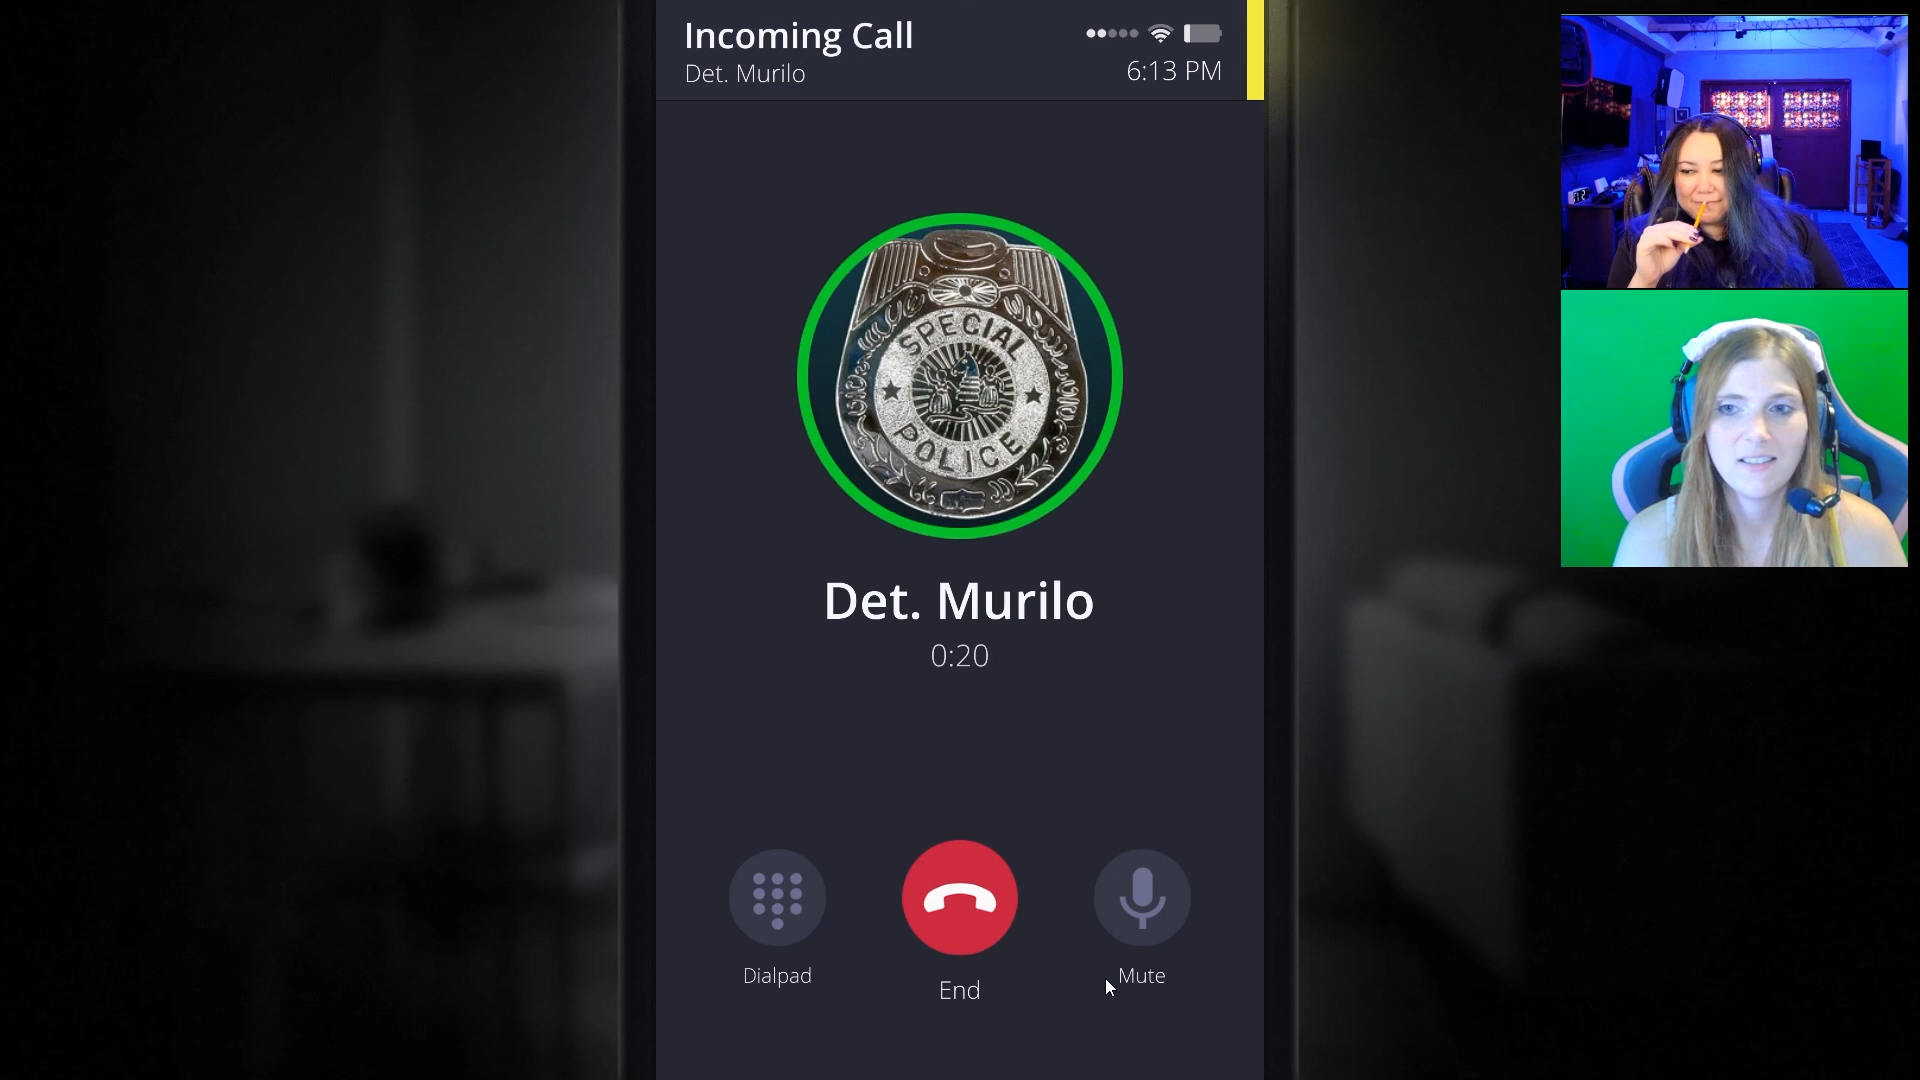 Incoming Call
Det. Murilo
6:13 PM
SPECIAL
POLICE
Det. Murilo
0:20
Dialpad
End
Mute